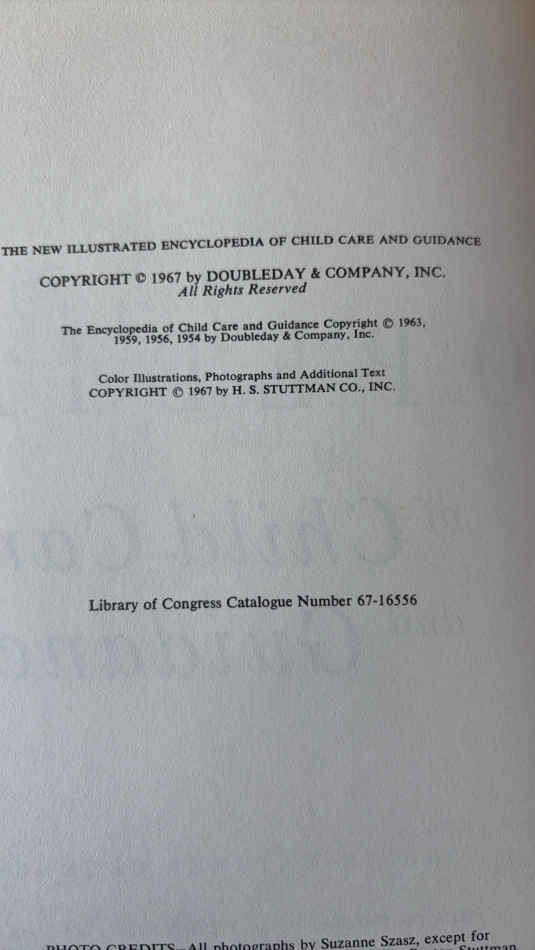 THE NEW ILLUSTRATED ENCYCLOPEDIA OF CHILD CARE AND GUIDANCE
COPYRIGHT © 1967 by DOUBLEDAY & COMPANY, INC.
All Rights Reserved
The Encyclopedia of Child Care and Guidance Copyright © 1963,
1959, 1956, 1954 by Doubleday & Company, Inc.
Color Illustrations, Photographs and Additional Text
COPYRIGHT © 1967 by H. S. STUTTMAN CO., INC.
Library of Congress Catalogue Number 67-16556
PHOTO CREDITS—All photographs by Suzanne Szasz, except for
Stuttman